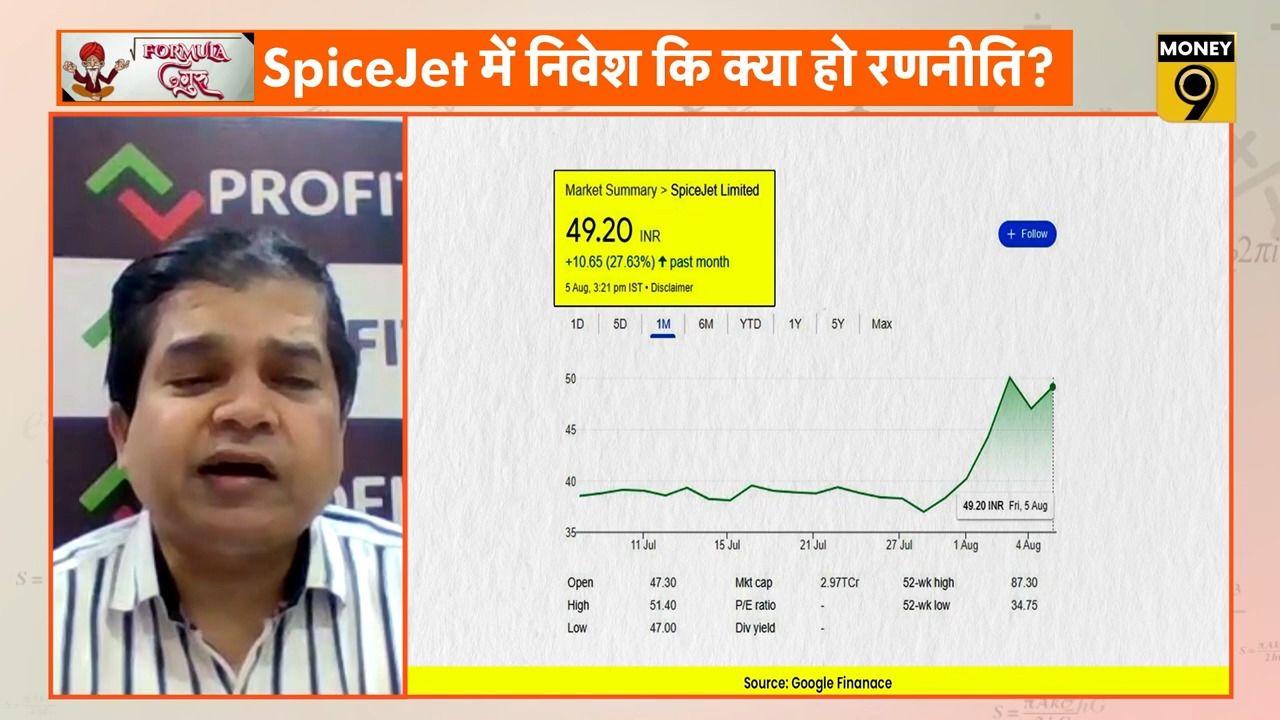 FORMULA
गुरु
SpiceJet में निवेश कि क्या हो रणनीति?
MONEY
9
PROFI
FIT
OFI
Market Summary > SpiceJet Limited
49.20 INR
+10.65 (27.63%) ↑ past month
5 Aug, 3:21 pm IST • Disclaimer
+ Follow
1D 5D 1M 6M YTD 1Y 5Y Max
50
45
40
35
49.20 INR Fri, 5 Aug
11 Jul 15 Jul 21 Jul 27 Jul 1 Aug 4 Aug
Open 47.30 Mkt cap 2.97TCr 52-wk high 87.30
High 51.40 P/E ratio - 52-wk low 34.75
Low 47.00 Div yield -
Source: Google Finanace